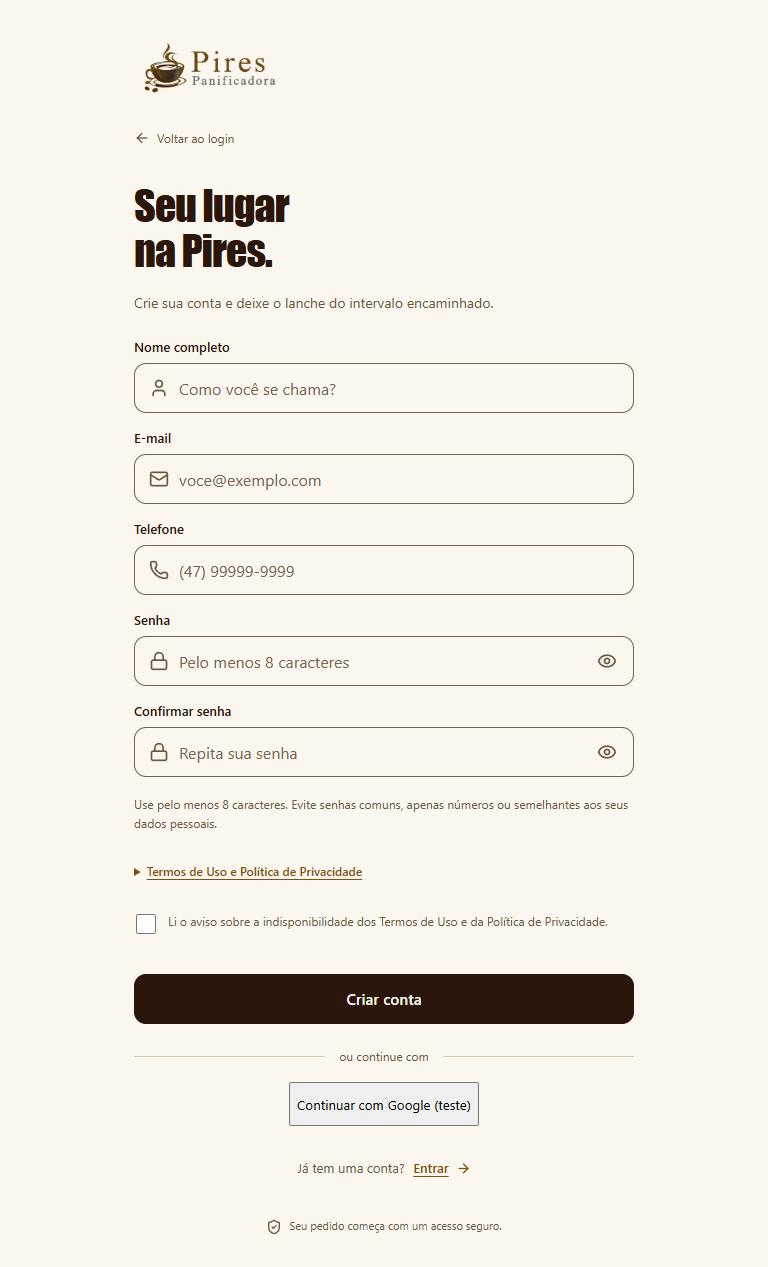 Pires
Panificadora
Voltar ao login
Seu lugar
na Pires.
Crie sua conta e deixe o lanche do intervalo encaminhado.
Nome completo
Como você se chama?
E-mail
voce@exemplo.com
Telefone
(47) 99999-9999
Senha
Pelo menos 8 caracteres
Confirmar senha
Repita sua senha
Use pelo menos 8 caracteres. Evite senhas comuns, apenas números ou semelhantes aos seus
dados pessoais.
Termos de Uso e Política de Privacidade
Li o aviso sobre a indisponibilidade dos Termos de Uso e da Política de Privacidade.
Criar conta
ou continue com
Continuar com Google (teste)
Já tem uma conta? Entrar
Seu pedido começa com um acesso seguro.